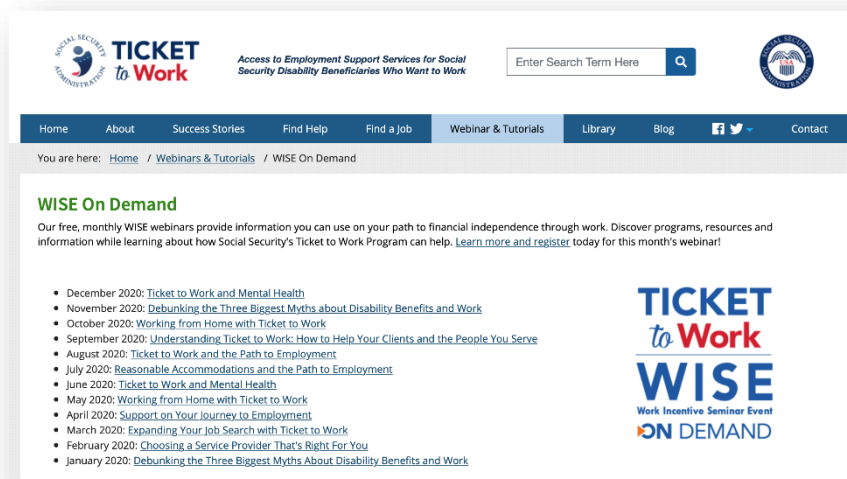 SOCIAL SECURITY ADMINISTRATION
TICKET
to Work
Access to Employment Support Services for Social
Security Disability Beneficiaries Who Want to Work
Enter Search Term Here
SOCIAL SECURITY ADMINISTRATION
USA
Home About Success Stories Find Help Find a Job Webinar & Tutorials Library Blog Contact
You are here: Home / Webinars & Tutorials / WISE On Demand
WISE On Demand
Our free, monthly WISE webinars provide information you can use on your path to financial independence through work. Discover programs, resources and
information while learning about how Social Security's Ticket to Work Program can help. Learn more and register today for this month's webinar!
• December 2020: Ticket to Work and Mental Health
• November 2020: Debunking the Three Biggest Myths about Disability Benefits and Work
• October 2020: Working from Home with Ticket to Work
• September 2020: Understanding Ticket to Work: How to Help Your Clients and the People You Serve
• August 2020: Ticket to Work and the Path to Employment
• July 2020: Reasonable Accommodations and the Path to Employment
• June 2020: Ticket to Work and Mental Health
• May 2020: Working from Home with Ticket to Work
• April 2020: Support on Your Journey to Employment
• March 2020: Expanding Your Job Search with Ticket to Work
• February 2020: Choosing a Service Provider That's Right For You
• January 2020: Debunking the Three Biggest Myths About Disability Benefits and Work
TICKET
to Work
WISE
Work Incentive Seminar Event
ON DEMAND